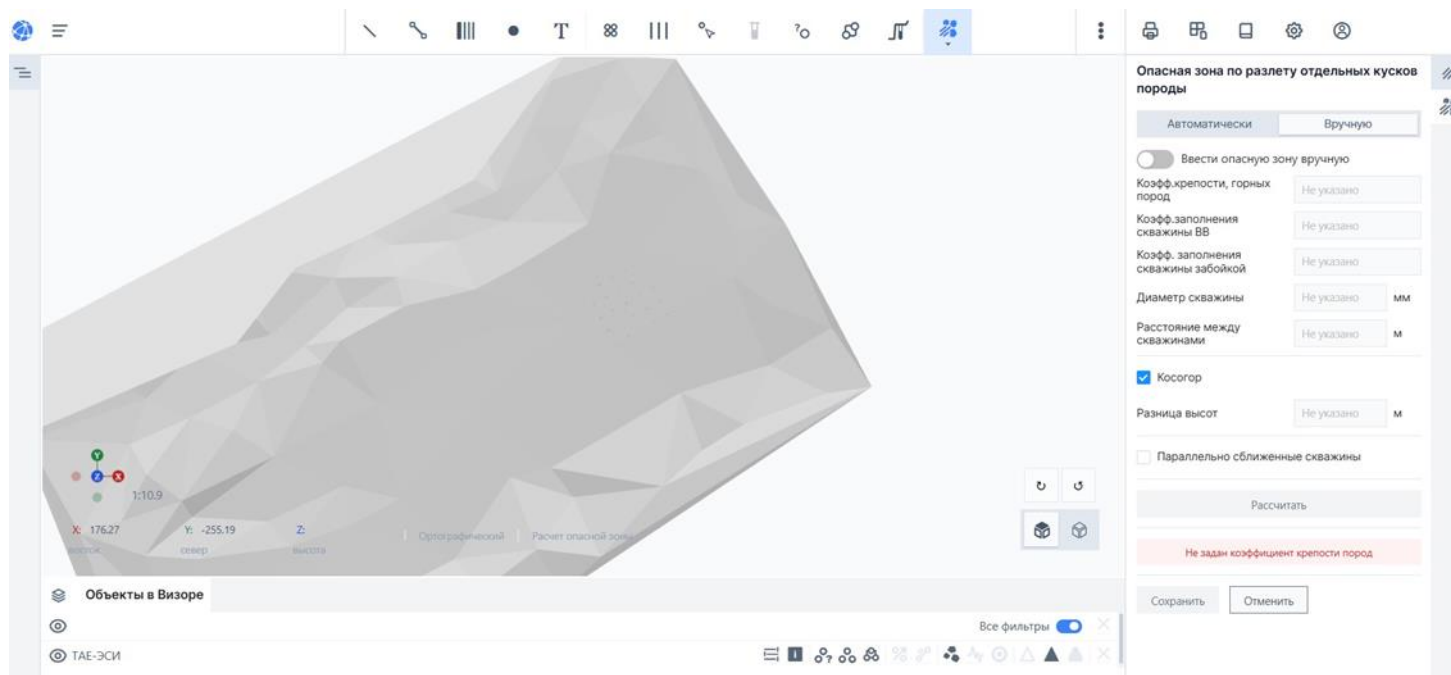 T
Опасная зона по разлету отдельных кусков
породы
Автоматически Вручную
Ввести опасную зону вручную
Коэфф.крепости, горных
пород
Не указано
Коэфф.заполнения
скважины ВВ
Не указано
Коэфф. заполнения
скважины забойкой
Не указано
Диаметр скважины Не указано мм
Расстояние между
скважинами
Не указано м
Косогор
Разница высот Не указано м
Параллельно сближенные скважины
Рассчитать
Не задан коэффициент крепости пород
Сохранить Отменить
Y
Z X
1:10.9
X: 176.27 Y: -255.19 Z:
восток север высота
Ортографический Расчет опасной зоны
Объекты в Визоре
Все фильтры
ТАЕ-ЭСИ